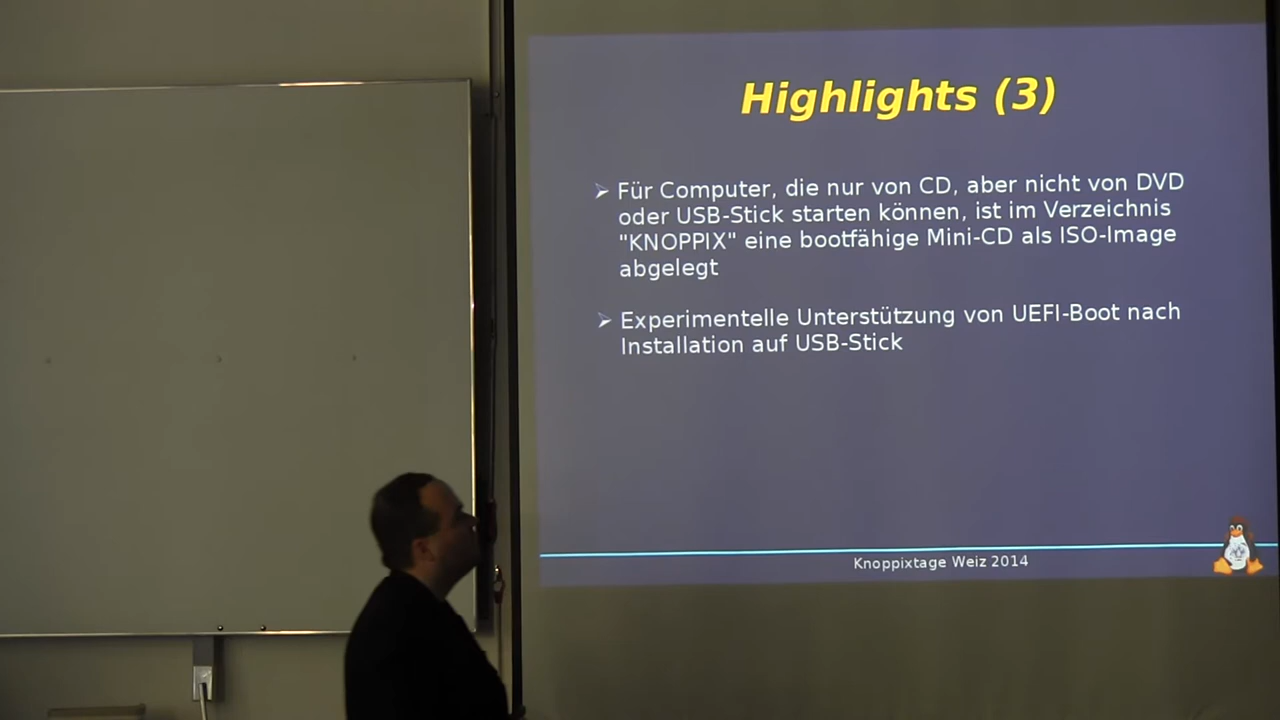 Highlights (3)
Für Computer, die nur von CD, aber nicht von DVD
oder USB-Stick starten können, ist im Verzeichnis
"KNOPPIX" eine bootfähige Mini-CD als ISO-Image
abgelegt
Experimentelle Unterstützung von UEFI-Boot nach
Installation auf USB-Stick
Knoppixtage Weiz 2014